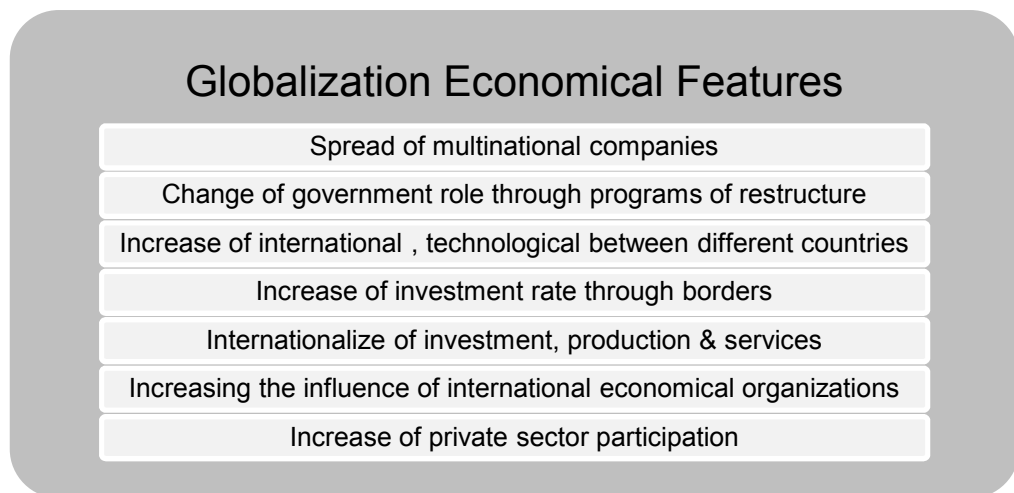 Globalization Economical Features
Spread of multinational companies
Change of government role through programs of restructure
Increase of international , technological between different countries
Increase of investment rate through borders
Internationalize of investment, production & services
Increasing the influence of international economical organizations
Increase of private sector participation